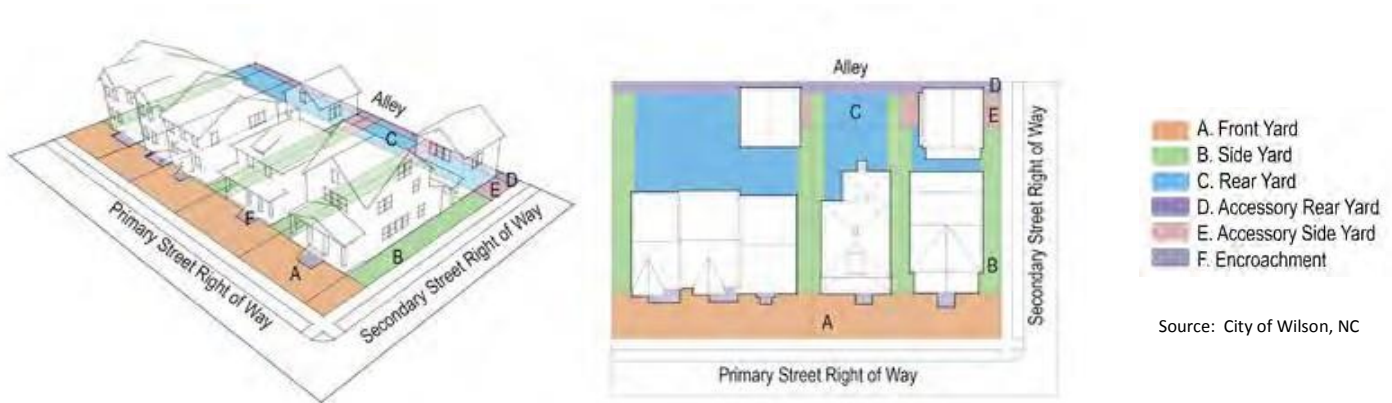 Alley
C
D
E
F
A
B
Primary Street Right of Way
Secondary Street Right of Way
Alley
D
C
E
B
A
Secondary Street Right of Way
Primary Street Right of Way
A. Front Yard
B. Side Yard
C. Rear Yard
D. Accessory Rear Yard
E. Accessory Side Yard
F. Encroachment
Source: City of Wilson, NC